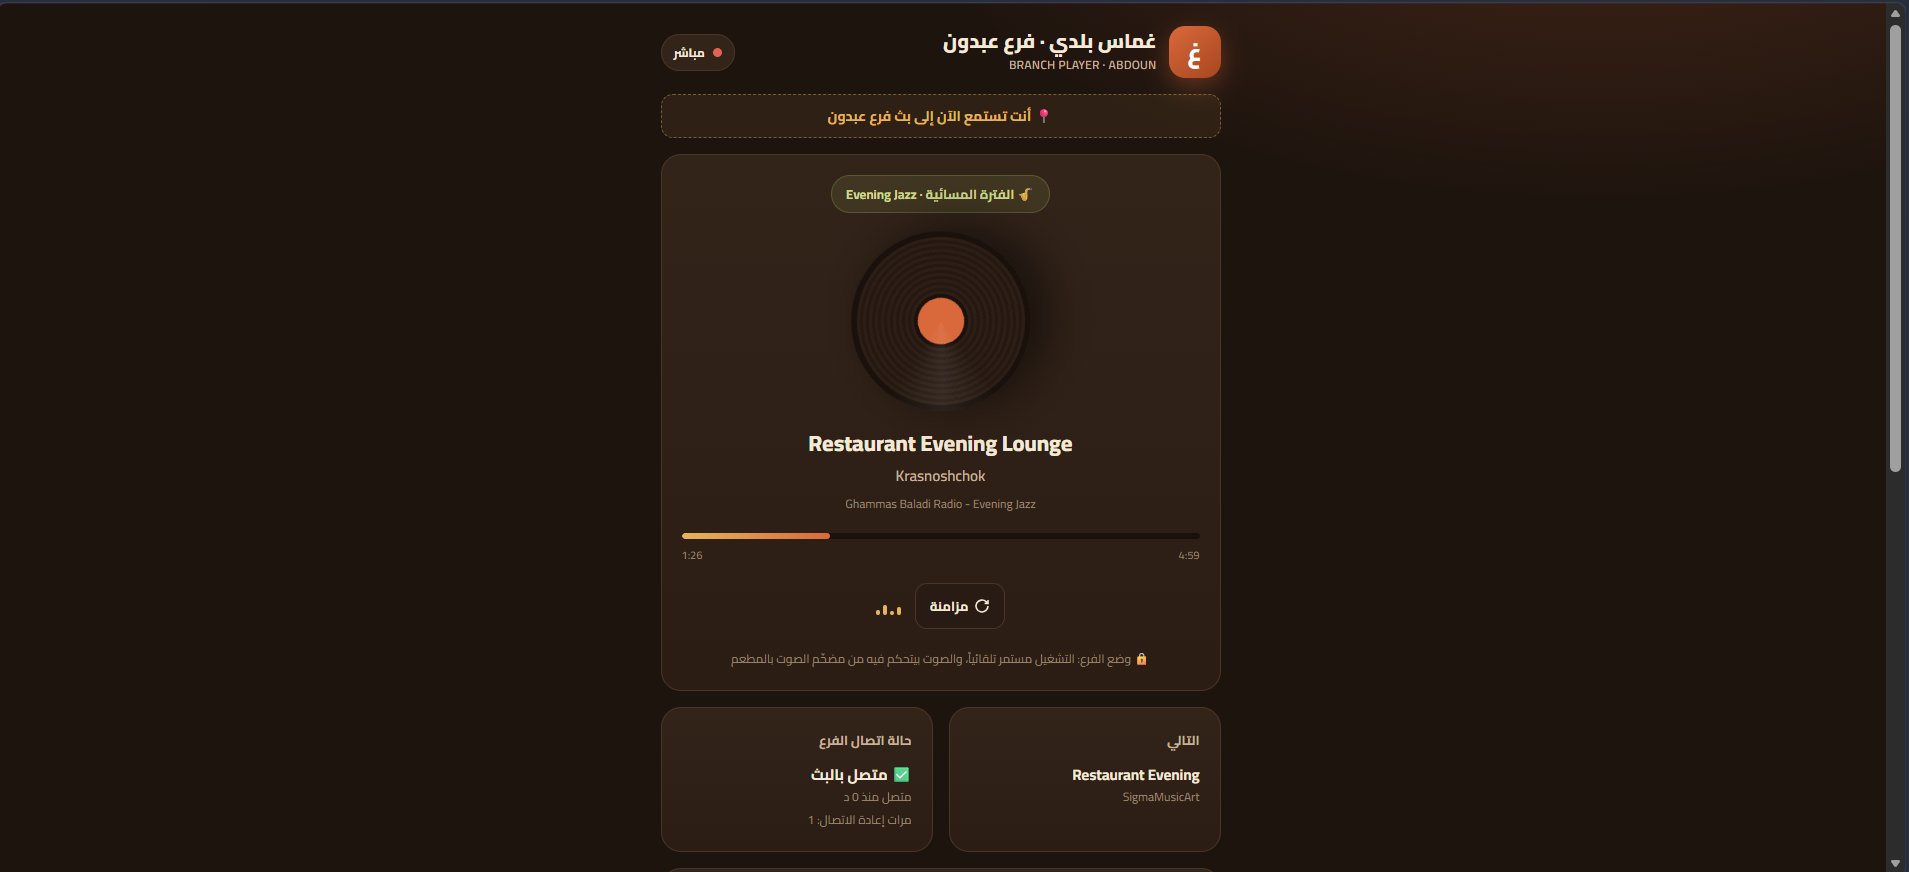 غ
غماس بلدي · فرع عبدون
BRANCH PLAYER · ABDOUN
مباشر
أنت تستمع الآن إلى بث فرع عبدون
الفترة المسائية · Evening Jazz
Restaurant Evening Lounge
Krasnoshchok
Ghammas Baladi Radio - Evening Jazz
1:26
4:59
مزامنة
وضع الفرع: التشغيل مستمر تلقائياً، والصوت بيتحكم فيه من مضخّم الصوت بالمطعم
التالي
Restaurant Evening
SigmaMusicArt
حالة اتصال الفرع
متصل بالبث
متصل منذ 0 د
مرات إعادة الاتصال: 1